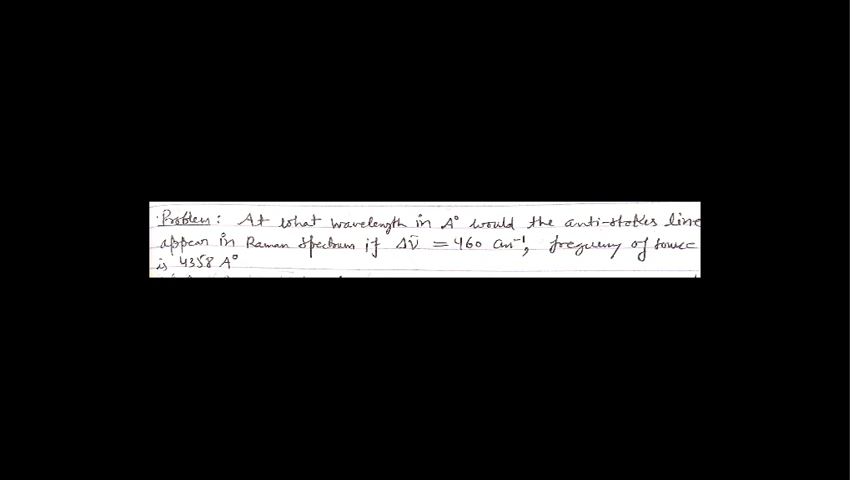 Problem: At what wavelength in A° would the anti-stokes line
appear in Raman Spectrum if Δν̄ = 460 cm⁻¹, frequency of source
is 4358 A°